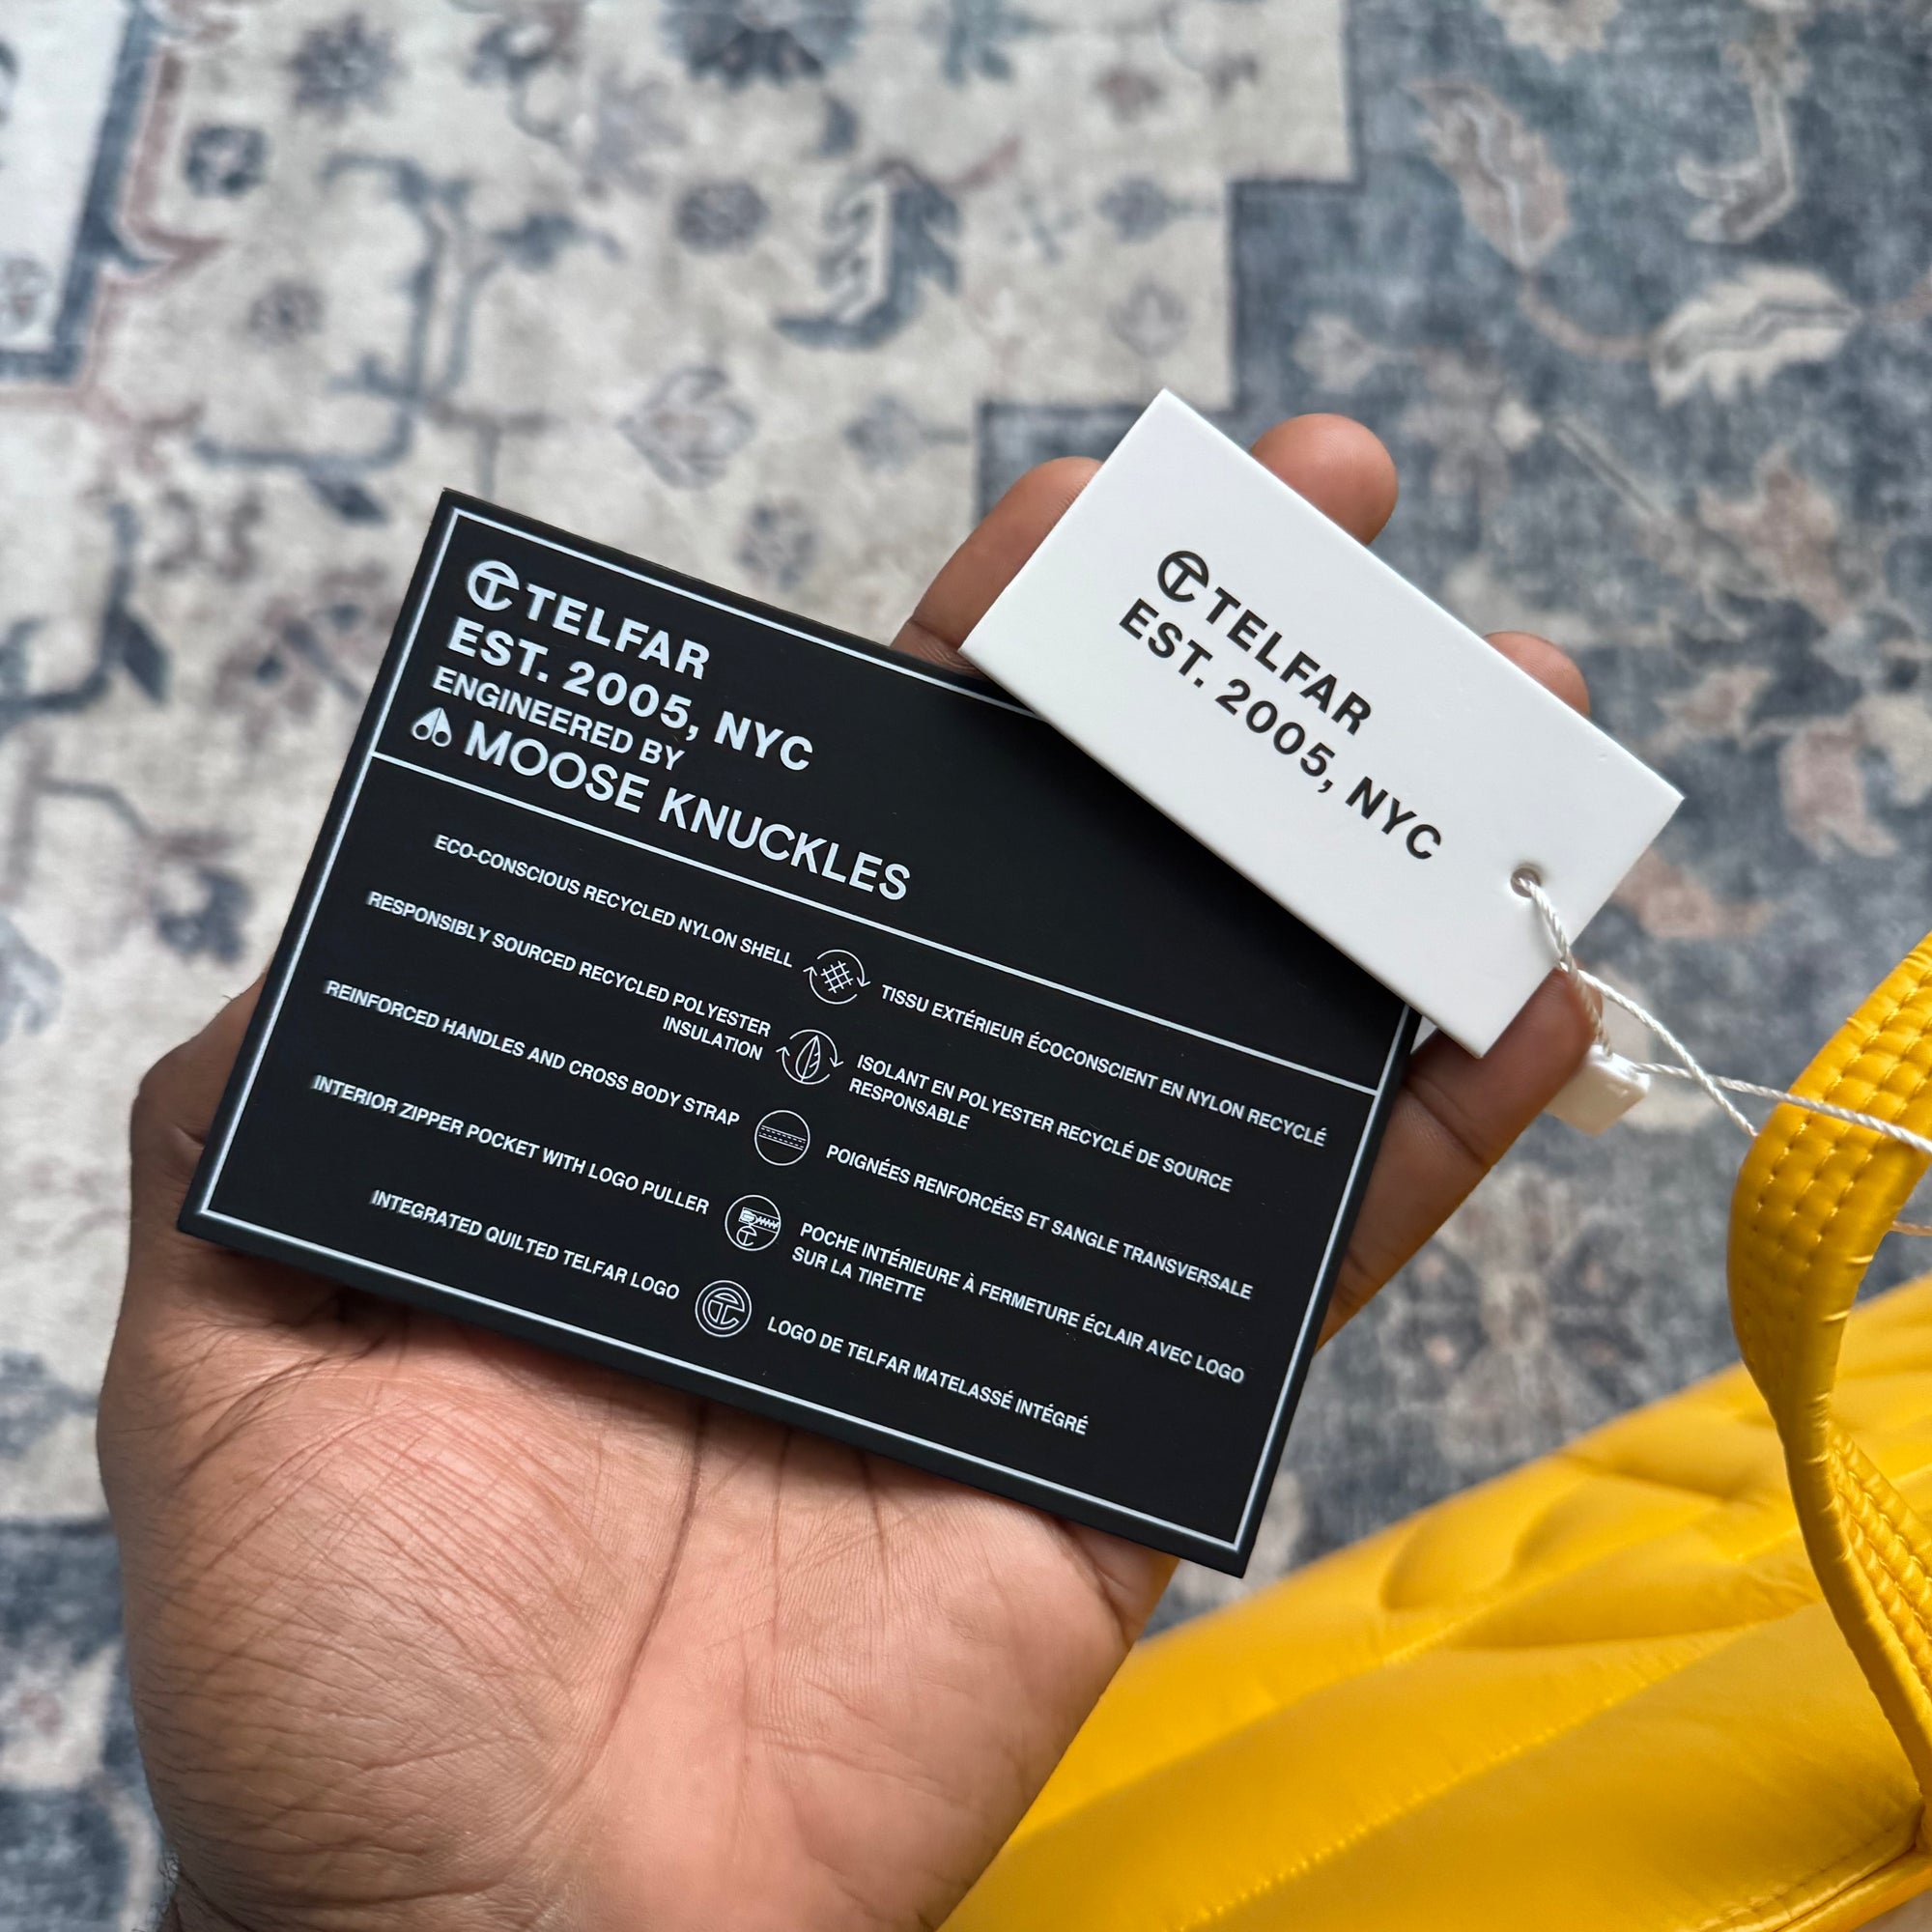 TELFAR
EST. 2005, NYC
ENGINEERED BY
MOOSE KNUCKLES
ECO-CONSCIOUS RECYCLED NYLON SHELL
TISSU EXTÉRIEUR ÉCOCONSCIENT EN NYLON RECYCLÉ
RESPONSIBLY SOURCED RECYCLED POLYESTER
INSULATION
ISOLANT EN POLYESTER RECYCLÉ DE SOURCE
RESPONSABLE
REINFORCED HANDLES AND CROSS BODY STRAP
POIGNÉES RENFORCÉES ET SANGLE TRANSVERSALE
INTERIOR ZIPPER POCKET WITH LOGO PULLER
POCHE INTÉRIEURE À FERMETURE ÉCLAIR AVEC LOGO
SUR LA TIRETTE
INTEGRATED QUILTED TELFAR LOGO
LOGO DE TELFAR MATELASSÉ INTÉGRÉ
TELFAR
EST. 2005, NYC